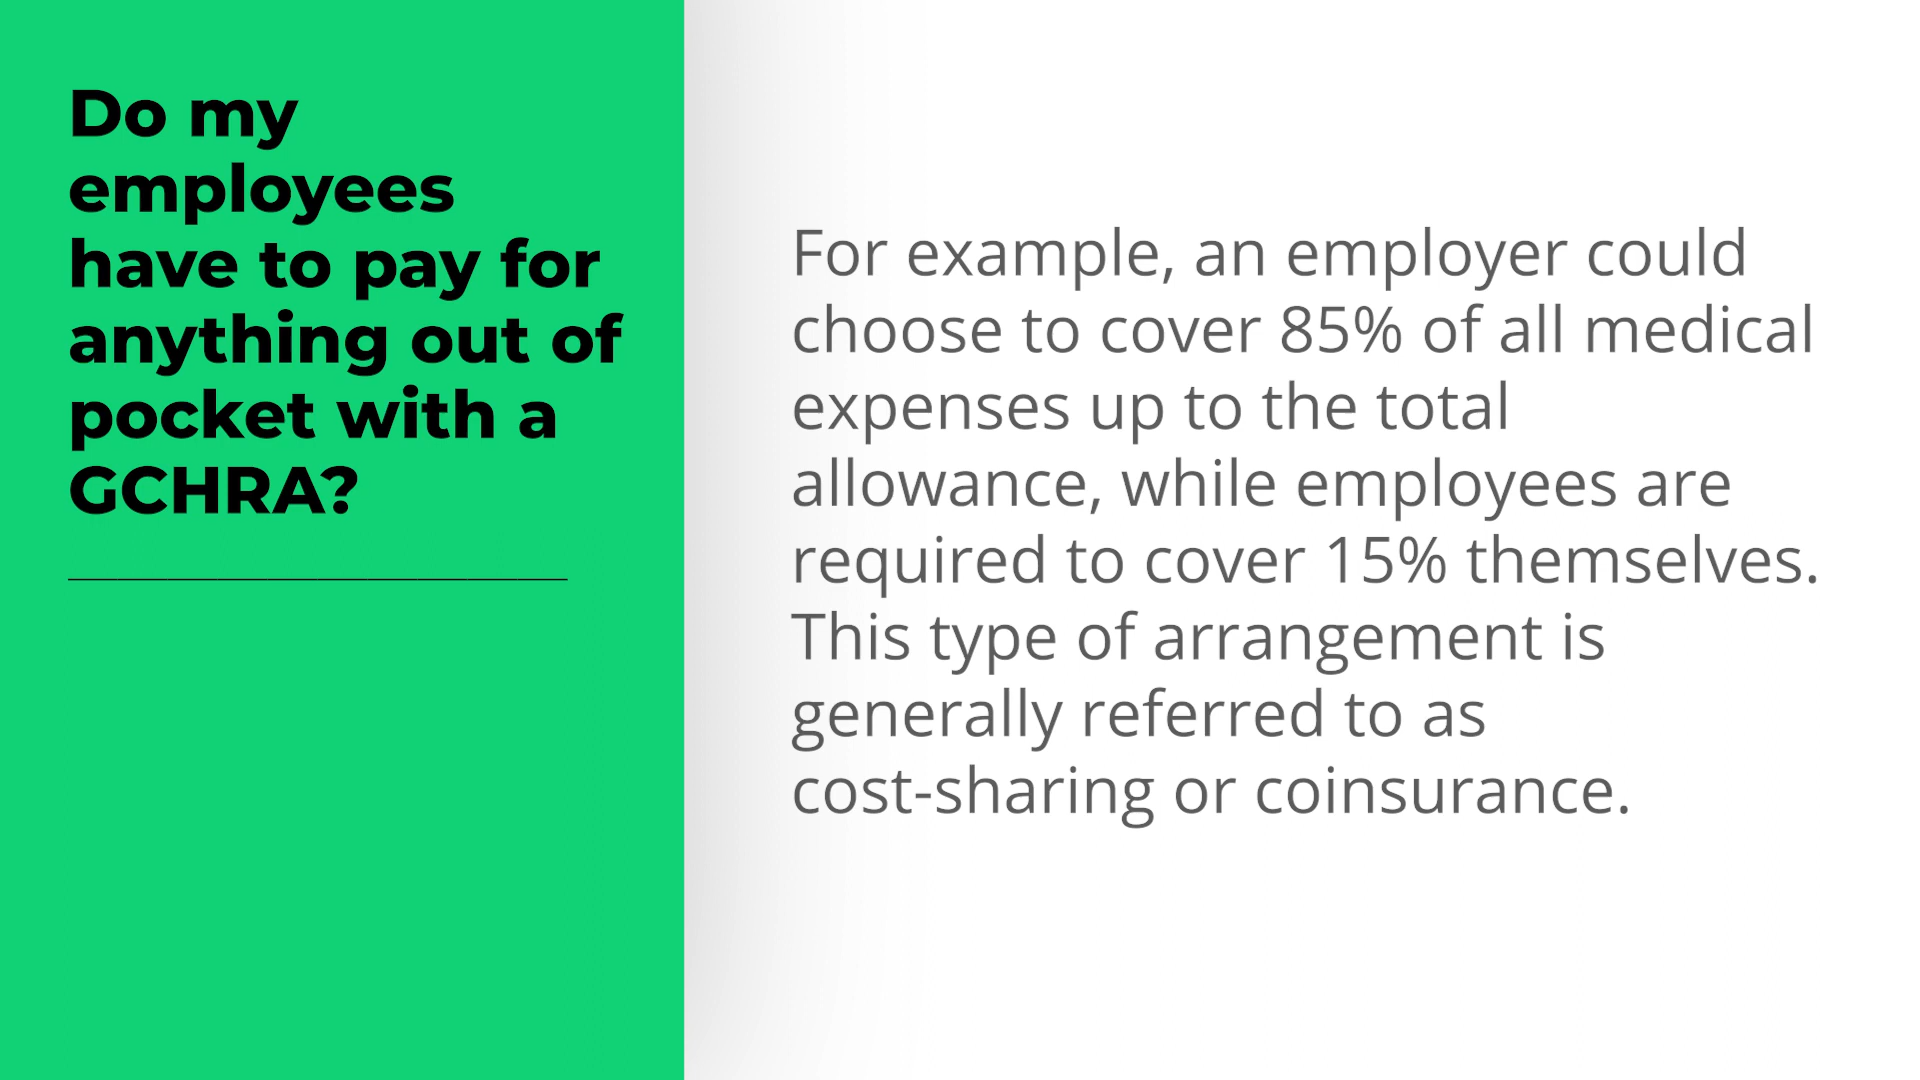 Do my
employees
have to pay for
anything out of
pocket with a
GCHRA?
For example, an employer could
choose to cover 85% of all medical
expenses up to the total
allowance, while employees are
required to cover 15% themselves.
This type of arrangement is
generally referred to as
cost-sharing or coinsurance.